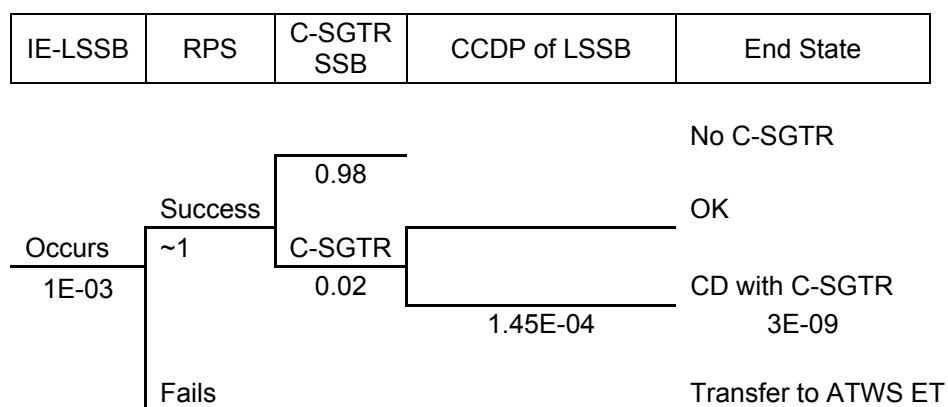 IE-LSSB RPS C-SGTR SSB CCDP of LSSB End State
No C-SGTR
0.98
Success OK
Occurs ~1 C-SGTR
1E-03 0.02 CD with C-SGTR
1.45E-04 3E-09
Fails Transfer to ATWS ET